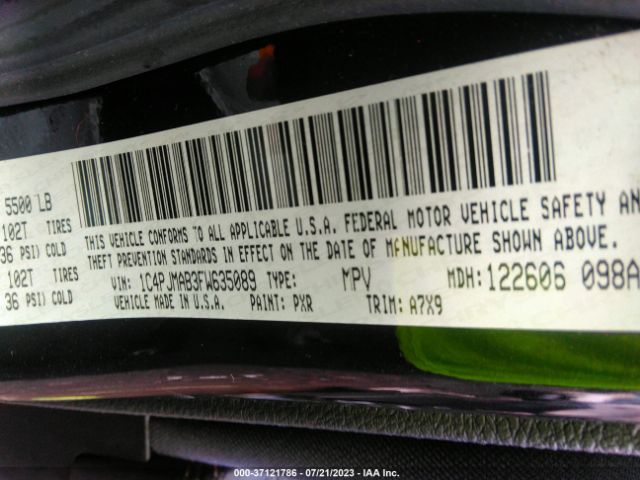 5500 LB
102T TIRES
36 PSI) COLD
102T TIRES
36 PSI) COLD
THIS VEHICLE CONFORMS TO ALL APPLICABLE U.S.A. FEDERAL MOTOR VEHICLE SAFETY AN
THEFT PREVENTION STANDARDS IN EFFECT ON THE DATE OF MANUFACTURE SHOWN ABOVE.
VIN: 1C4PJMAB3FW635089 TYPE: MPV MDH: 122606 098A
VEHICLE MADE IN U.S.A. PAINT: PXR TRIM: A7X9
000-37121786 - 07/21/2023 - IAA Inc.